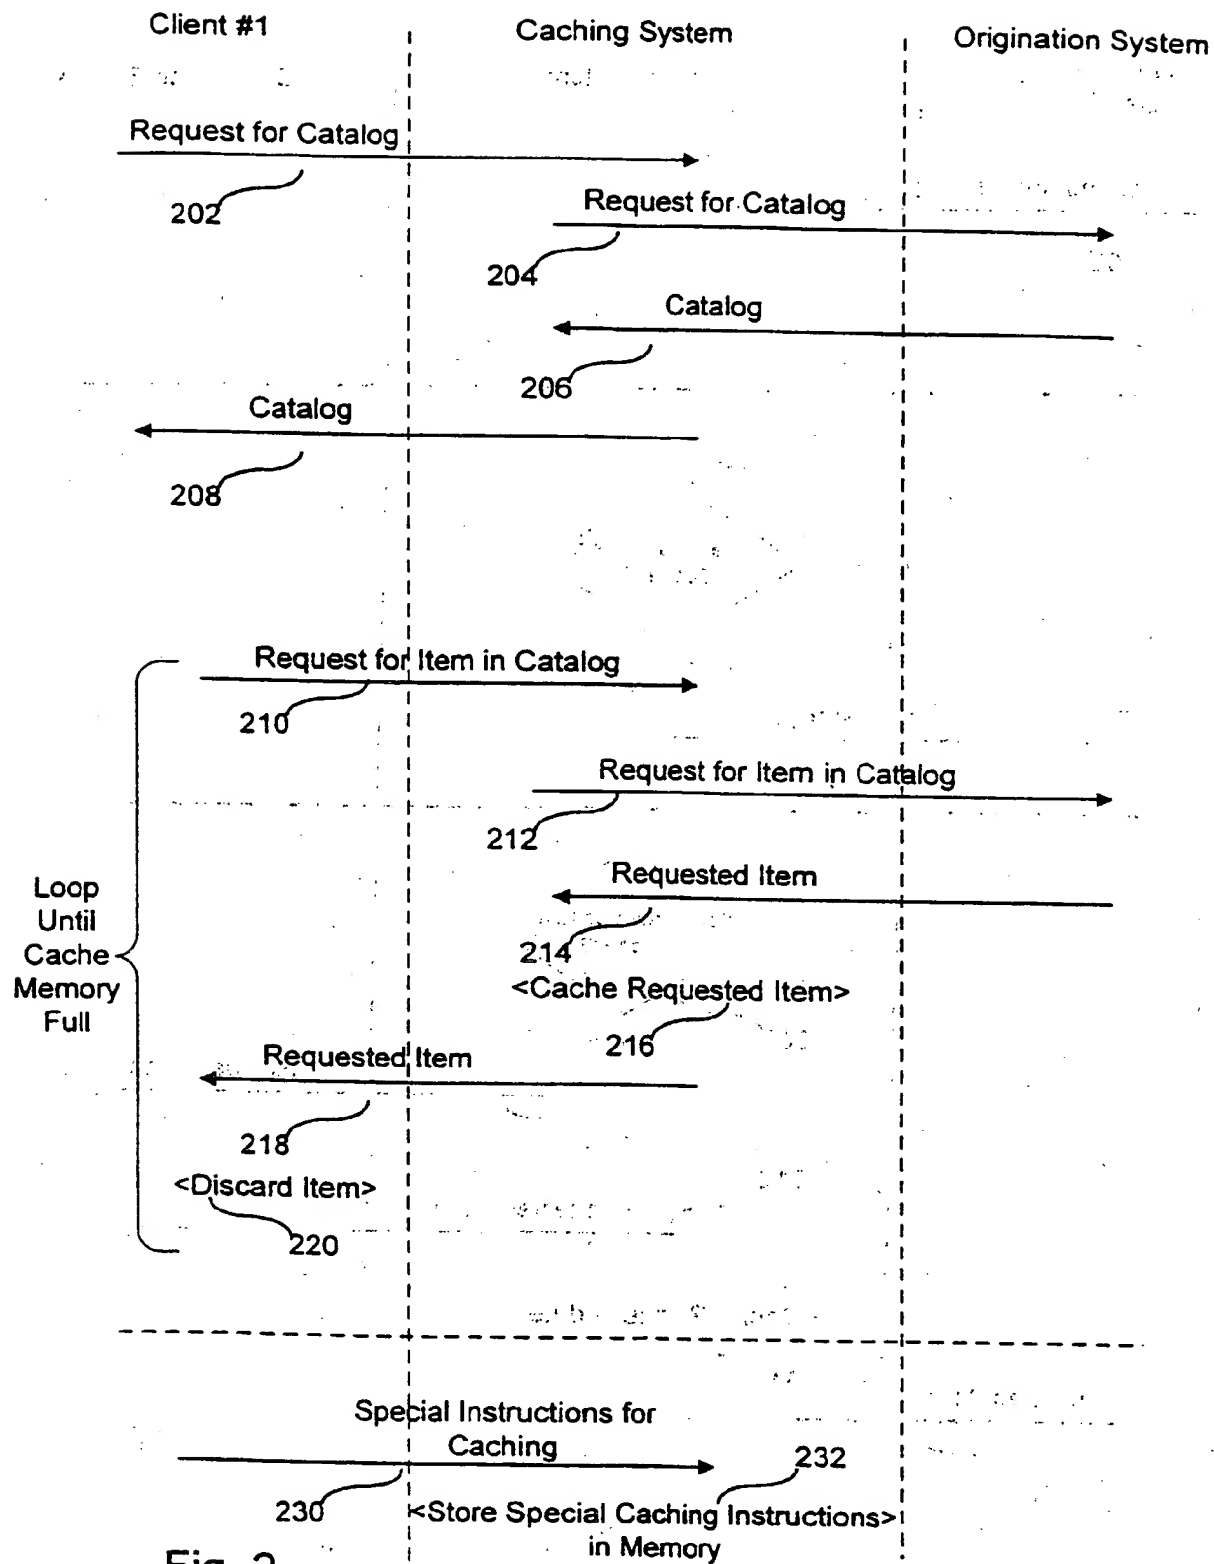 Client #1
Caching System
Origination System
Request for Catalog
202
Request for Catalog
204
Catalog
206
Catalog
208
Request for Item in Catalog
210
Request for Item in Catalog
212
Requested Item
214
<Cache Requested Item>
216
Loop
Until
Cache
Memory
Full
Requested Item
218
<Discard Item>
220
Special Instructions for
Caching
230
232
<Store Special Caching Instructions>
in Memory
Fig. 2